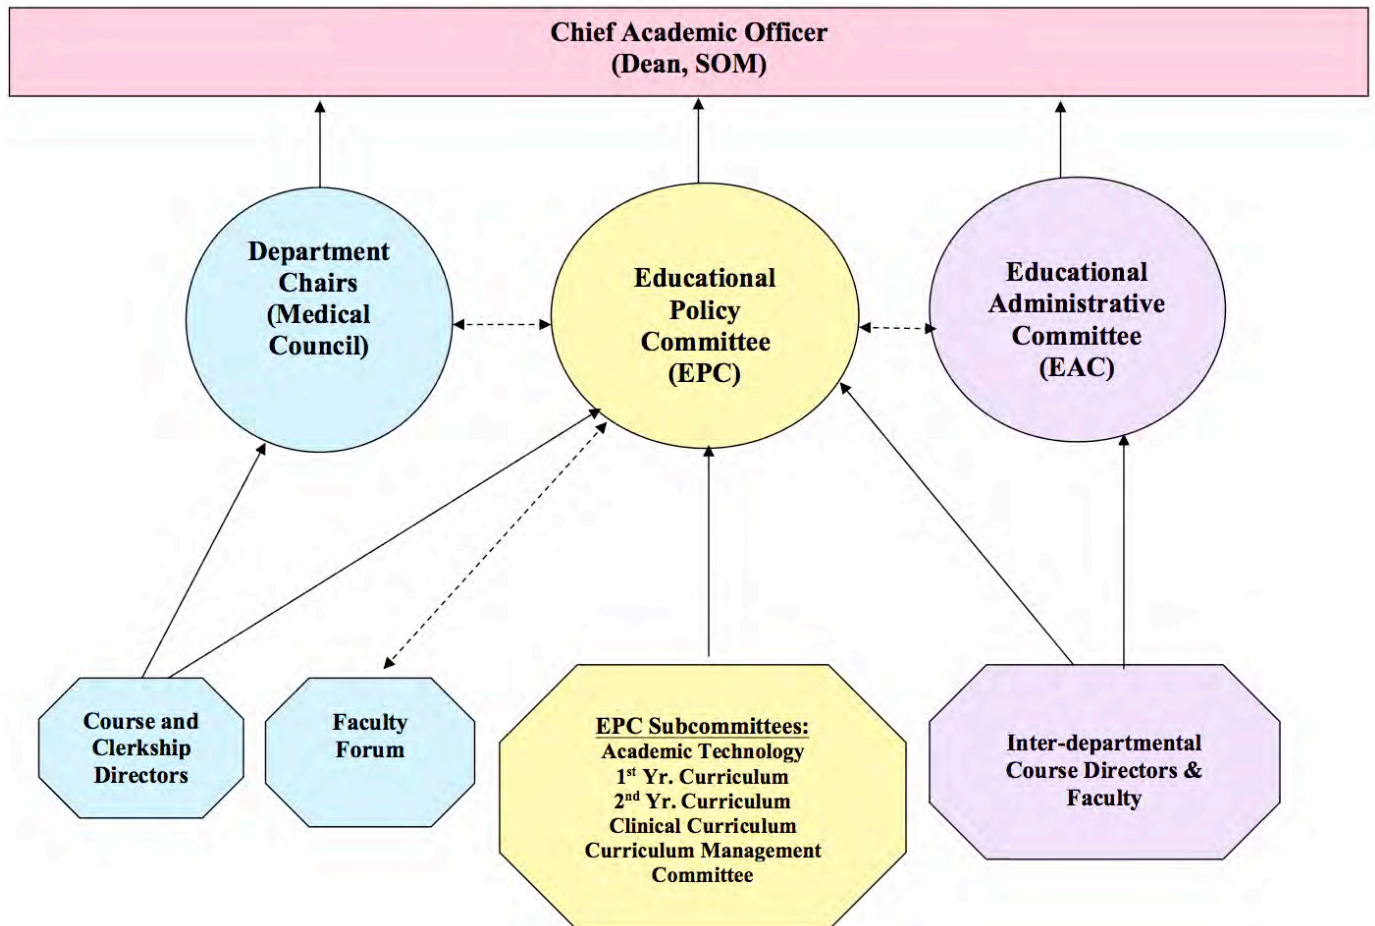 Chief Academic Officer
(Dean, SOM)
Department
Chairs
(Medical
Council)
Educational
Policy
Committee
(EPC)
Educational
Administrative
Committee
(EAC)
Course and
Clerkship
Directors
Faculty
Forum
EPC Subcommittees:
Academic Technology
1st Yr. Curriculum
2nd Yr. Curriculum
Clinical Curriculum
Curriculum Management
Committee
Inter-departmental
Course Directors &
Faculty